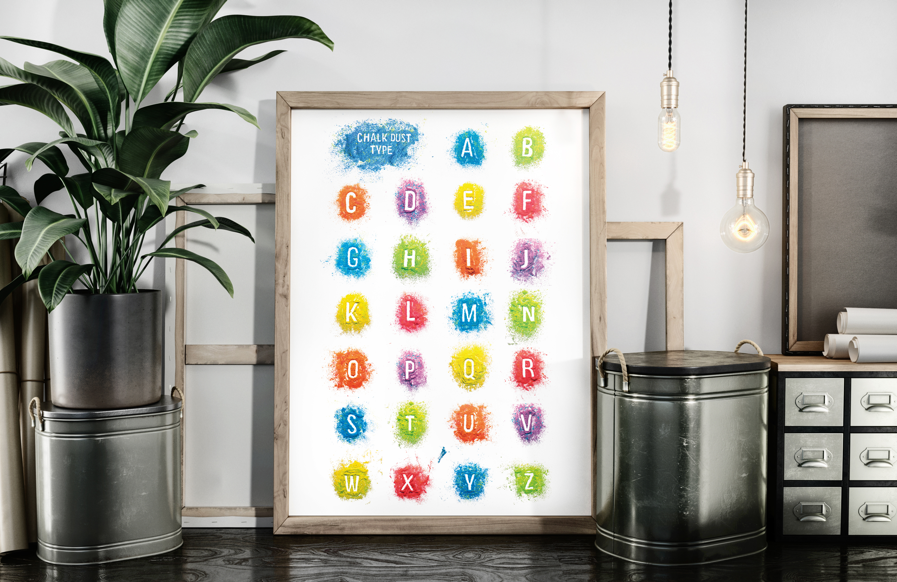 CHALK DUST
TYPE
A B
C D E F
G H I J
K L M N
O P Q R
S T U V
W X Y Z